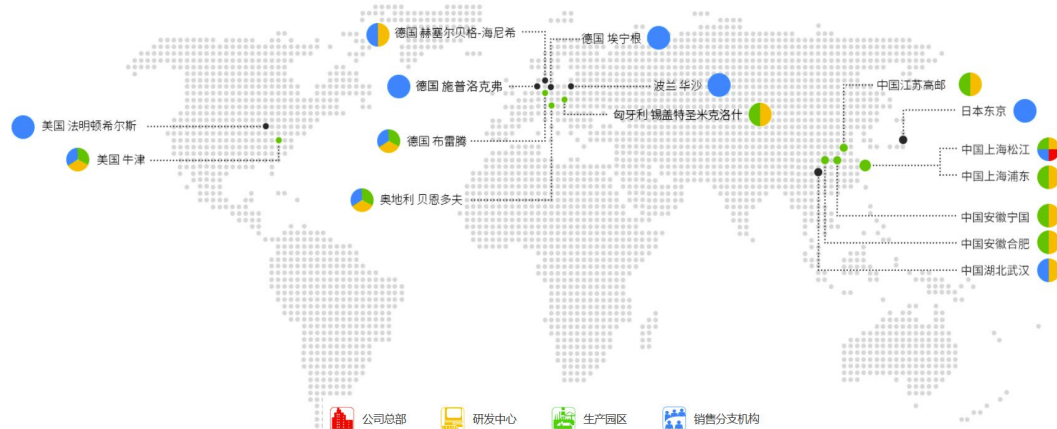 德国 赫塞尔贝格-海尼希
德国 埃宁根
德国 施普洛克弗
波兰 华沙
中国江苏高邮
日本东京
匈牙利 锡盖特圣米克洛什
美国 法明顿希尔斯
美国 牛津
德国 布雷腾
中国上海松江
中国上海浦东
奥地利 贝恩多夫
中国安徽宁国
中国安徽合肥
中国湖北武汉
公司总部
研发中心
生产园区
销售分支机构